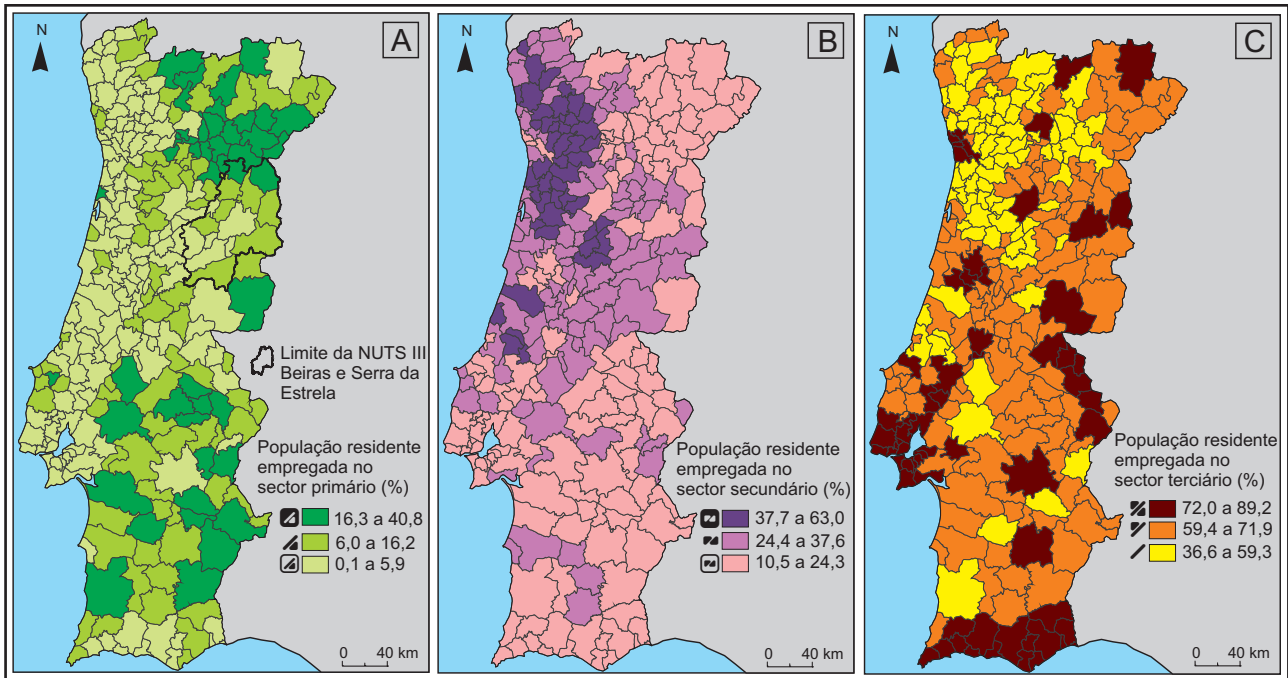 N
A
Limite da NUTS III
Beiras e Serra da
Estrela
População residente
empregada no
sector primário (%)
16,3 a 40,8
6,0 a 16,2
0,1 a 5,9
0 40 km
N
B
População residente
empregada no
sector secundário (%)
37,7 a 63,0
24,4 a 37,6
10,5 a 24,3
0 40 km
N
C
População residente
empregada no
sector terciário (%)
72,0 a 89,2
59,4 a 71,9
36,6 a 59,3
0 40 km